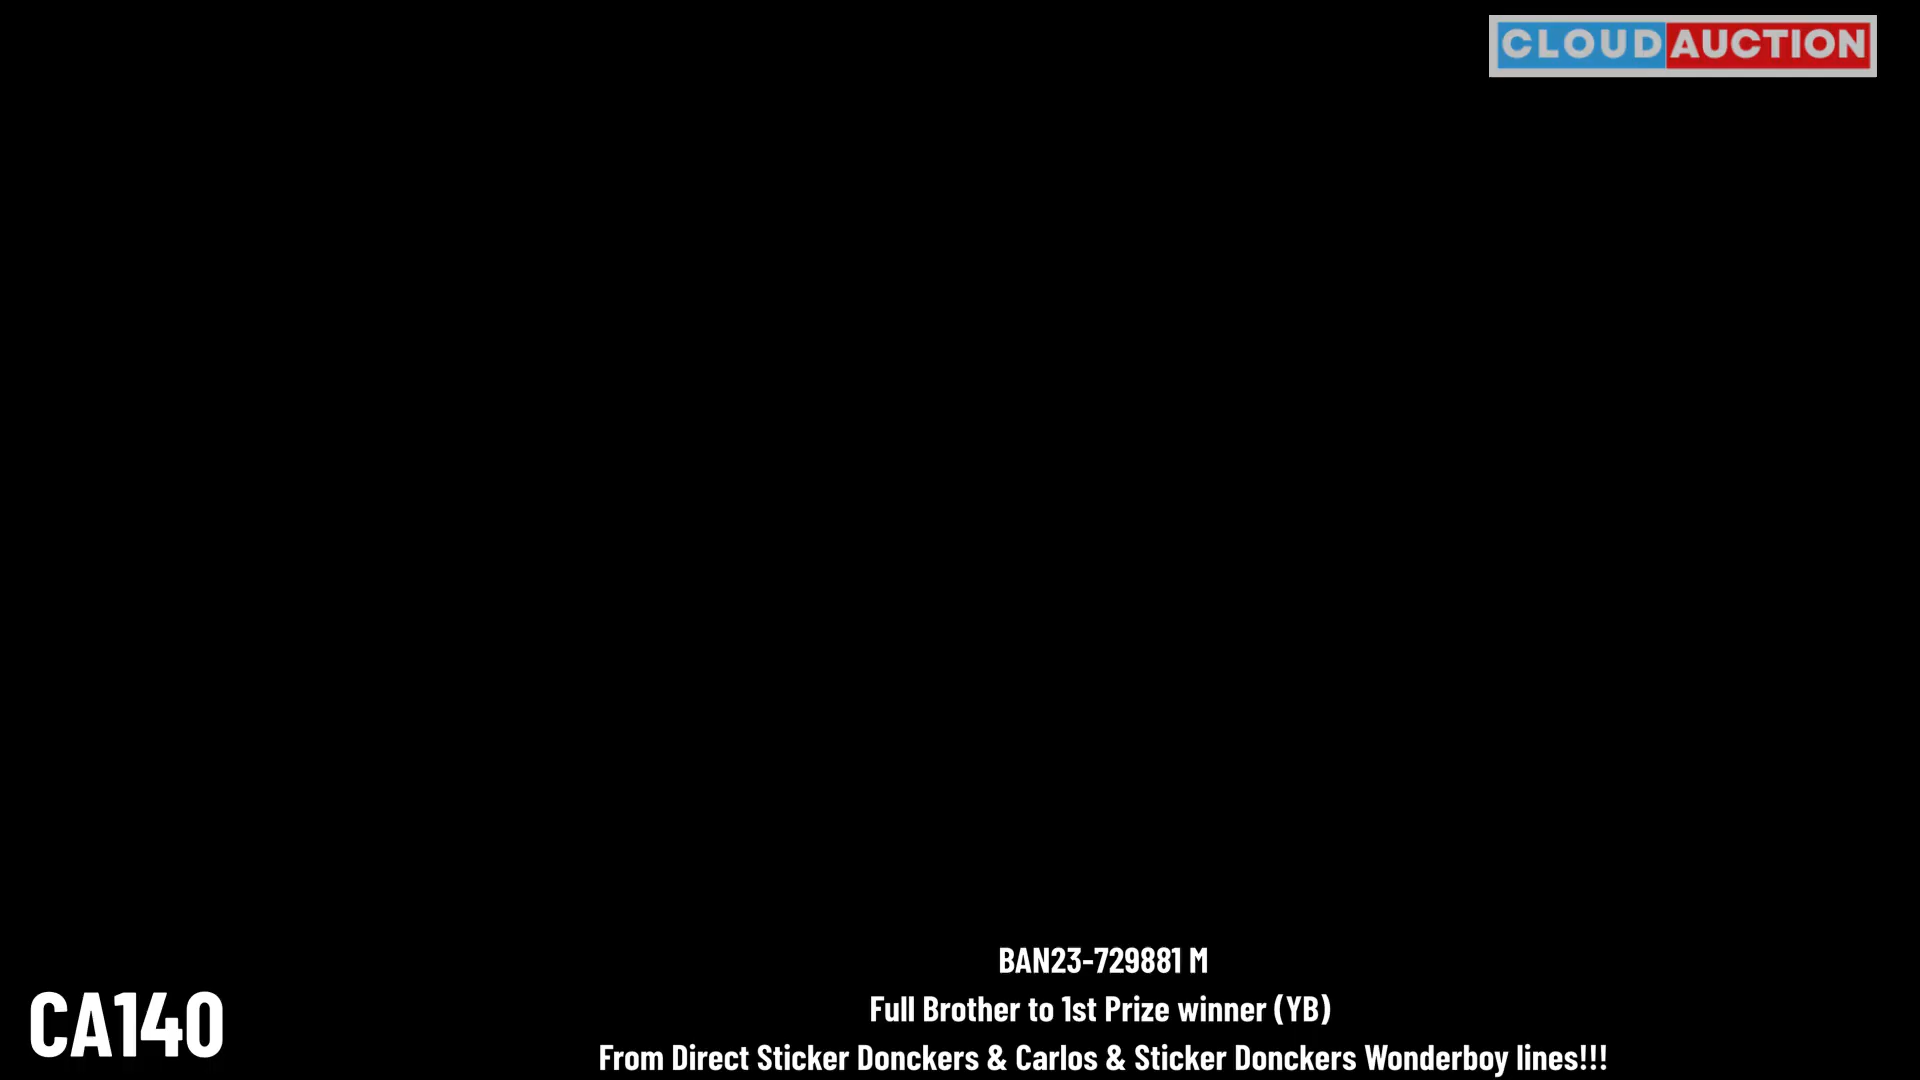 CLOUDAUCTION
BAN23-729881 M
Full Brother to 1st Prize winner (YB)
CA140
From Direct Sticker Donckers & Carlos & Sticker Donckers Wonderboy lines!!!